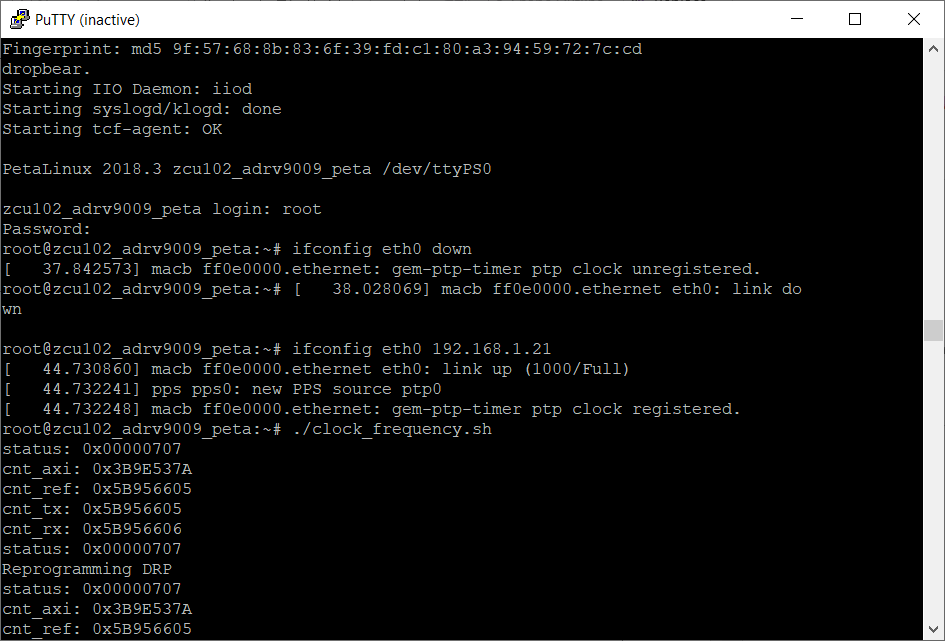 PuTTY (inactive)
Fingerprint: md5 9f:57:68:8b:83:6f:39:fd:c1:80:a3:94:59:72:7c:cd
dropbear.
Starting IIO Daemon: iiod
Starting syslogd/klogd: done
Starting tcf-agent: OK
PetaLinux 2018.3 zcu102_adrv9009_peta /dev/ttyPS0
zcu102_adrv9009_peta login: root
Password:
root@zcu102_adrv9009_peta:~# ifconfig eth0 down
[   37.842573] macb ff0e0000.ethernet: gem-ptp-timer ptp clock unregistered.
root@zcu102_adrv9009_peta:~# [   38.028069] macb ff0e0000.ethernet eth0: link do
wn
root@zcu102_adrv9009_peta:~# ifconfig eth0 192.168.1.21
[   44.730860] macb ff0e0000.ethernet eth0: link up (1000/Full)
[   44.732241] pps pps0: new PPS source ptp0
[   44.732248] macb ff0e0000.ethernet: gem-ptp-timer ptp clock registered.
root@zcu102_adrv9009_peta:~# ./clock_frequency.sh
status: 0x00000707
cnt_axi: 0x3B9E537A
cnt_ref: 0x5B956605
cnt_tx: 0x5B956605
cnt_rx: 0x5B956606
status: 0x00000707
Reprogramming DRP
status: 0x00000707
cnt_axi: 0x3B9E537A
cnt_ref: 0x5B956605